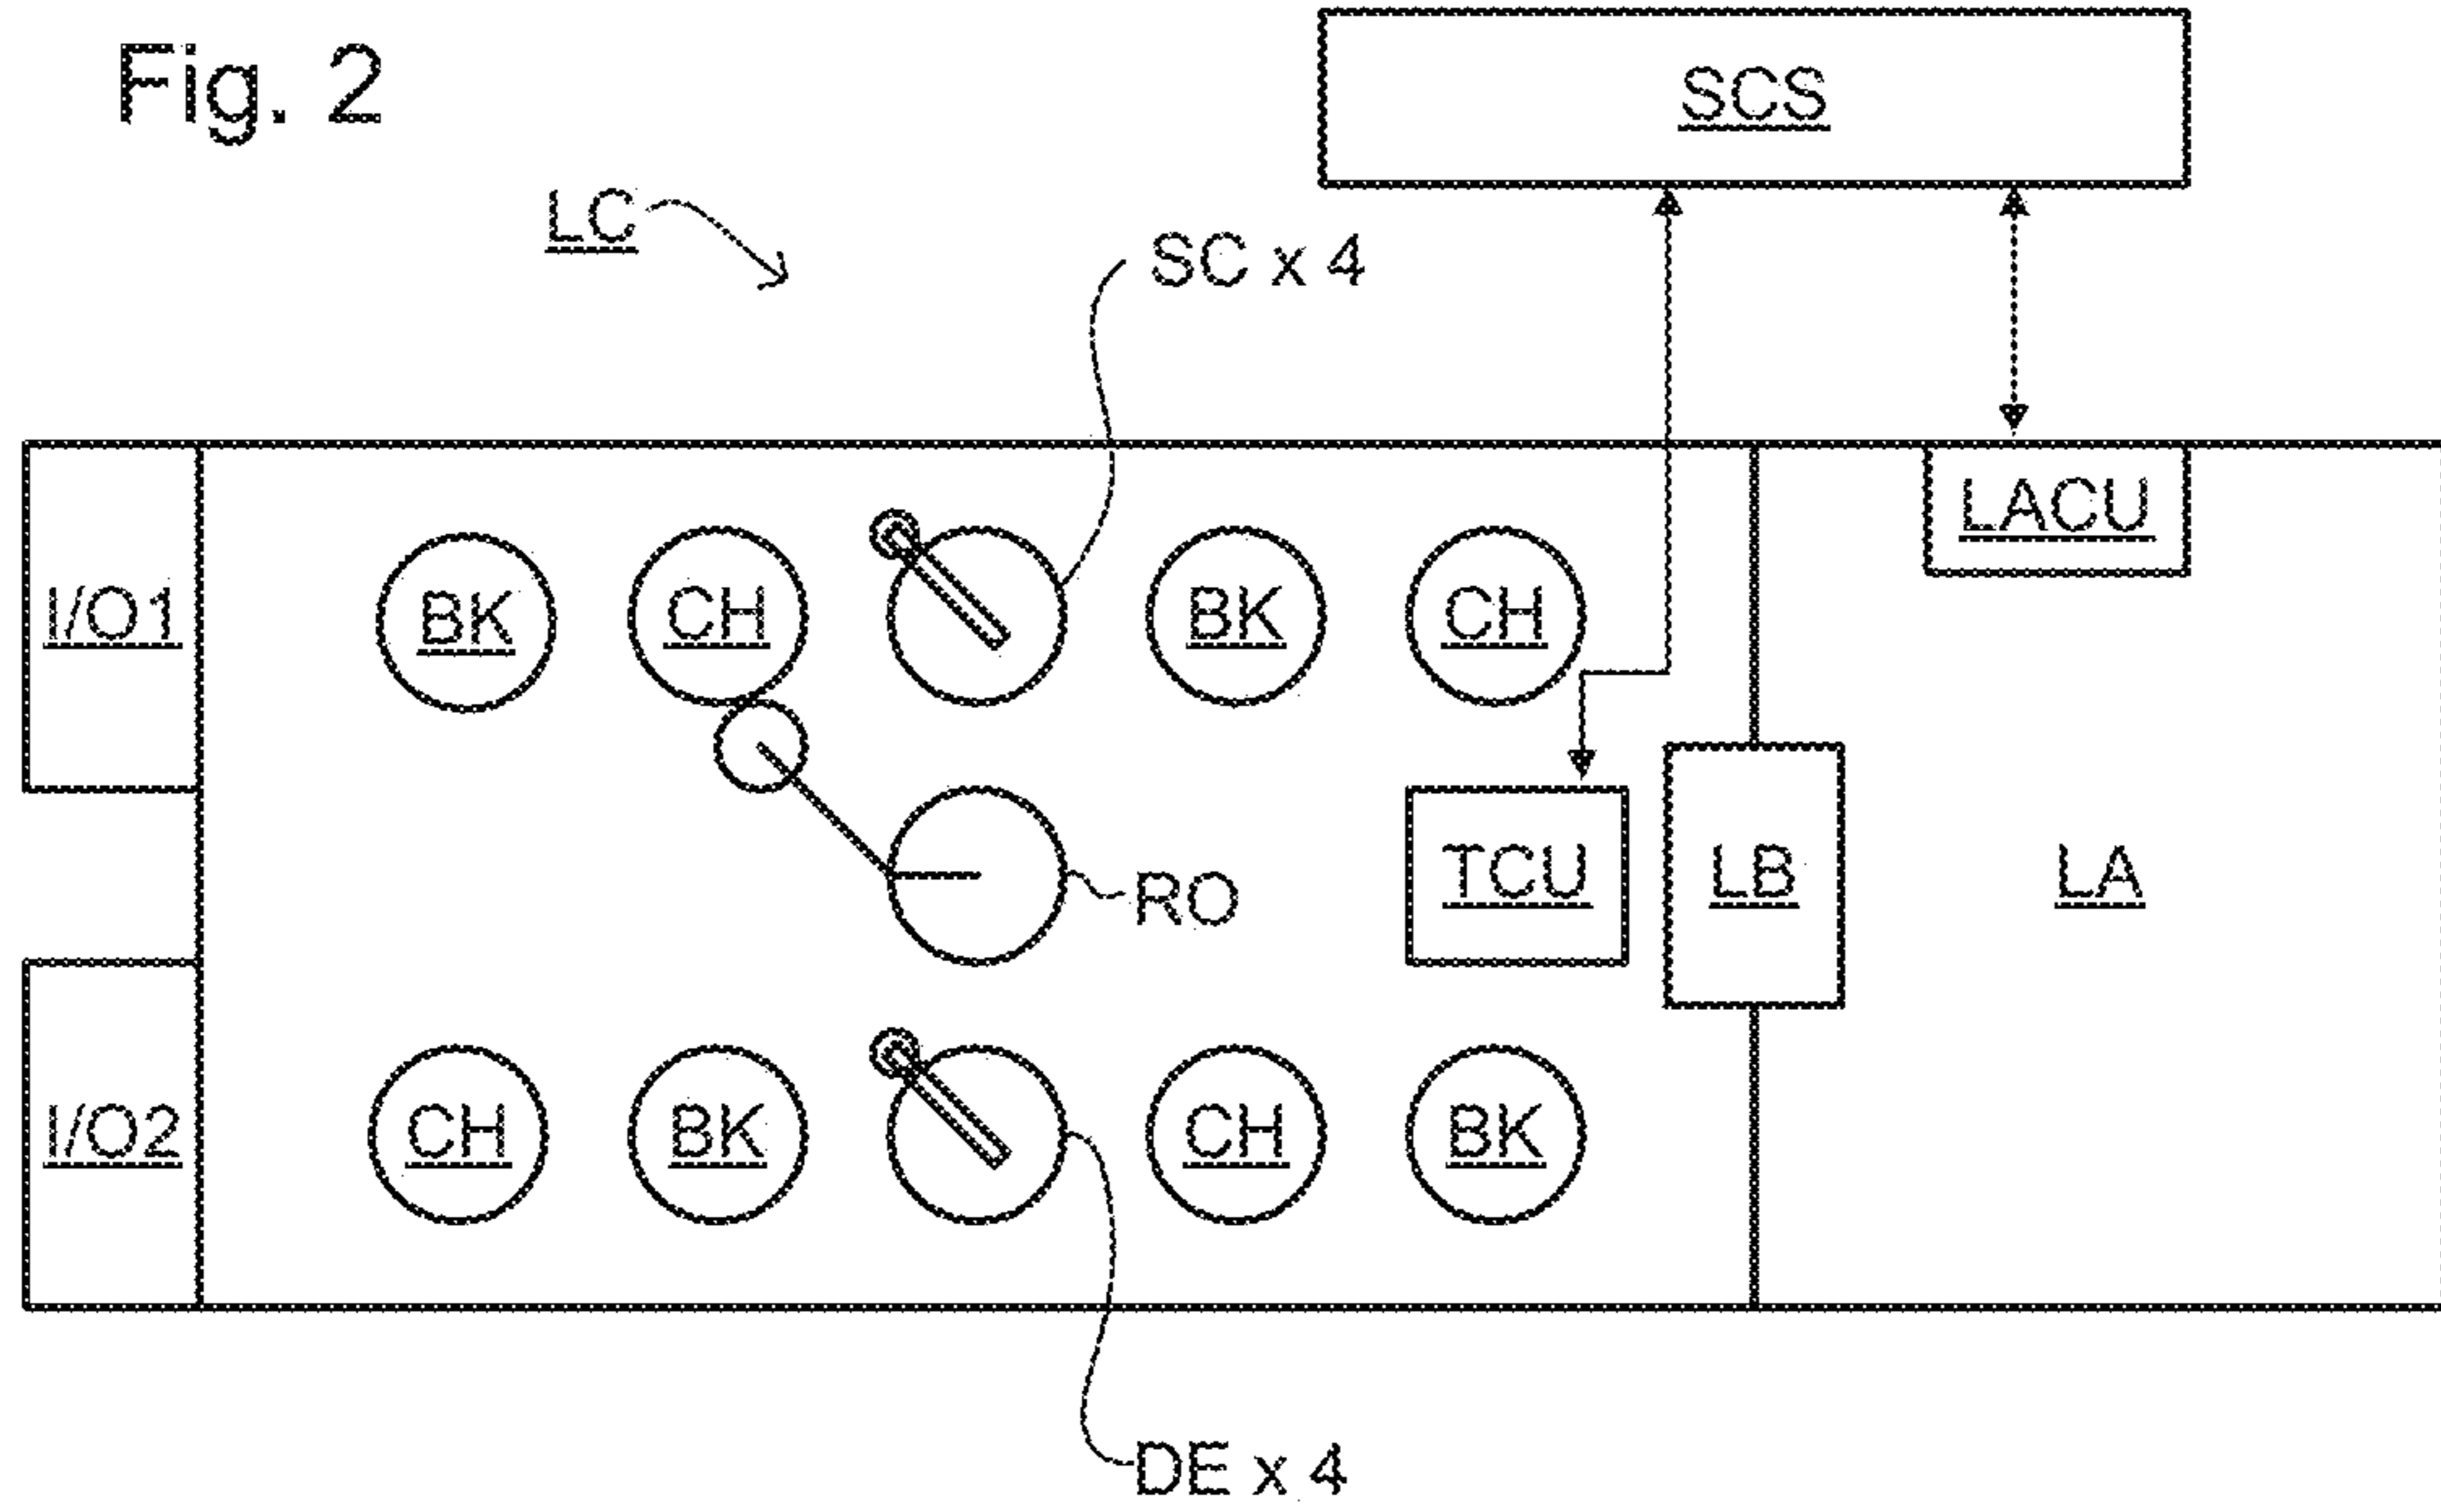 Fig. 2
SCS
LC
SC x 4
LACU
I/O1
BK
CH
BK
CH
RO
TCU
LB
LA
I/O2
CH
BK
CH
BK
DE x 4